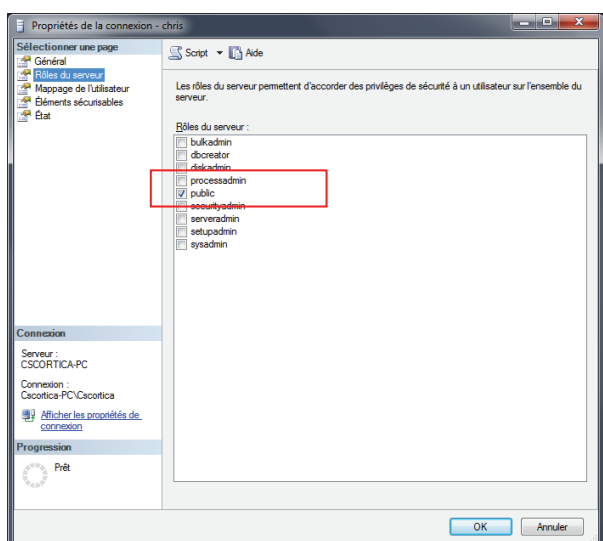 Propriétés de la connexion - chris
Sélectionner une page
Général
Rôles du serveur
Mappage de l'utilisateur
Éléments sécurisables
État
Script
Aide
Les rôles du serveur permettent d'accorder des privilèges de sécurité à un utilisateur sur l'ensemble du
serveur.
Rôles du serveur :
bulkadmin
dbcreator
diskadmin
processadmin
public
securityadmin
serveradmin
setupadmin
sysadmin
Connexion
Serveur :
CSCORTICA-PC
Connexion :
Cscortica-PC\Cscortica
Afficher les propriétés de
connexion
Progression
Prêt
OK
Annuler